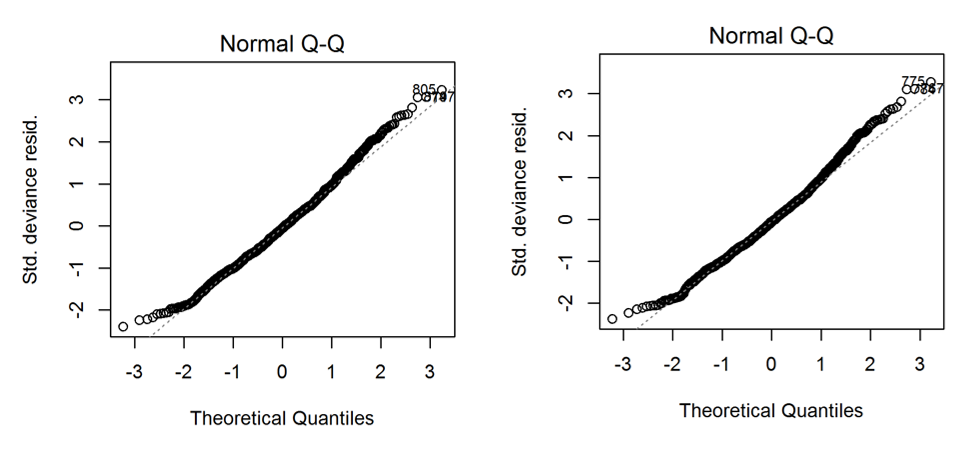 Normal Q-Q
Std. deviance resid.
3
2
1
0
-1
-2
805
-3 -2 -1 0 1 2 3
Theoretical Quantiles
Normal Q-Q
Std. deviance resid.
3
2
1
0
-1
-2
775
-3 -2 -1 0 1 2 3
Theoretical Quantiles